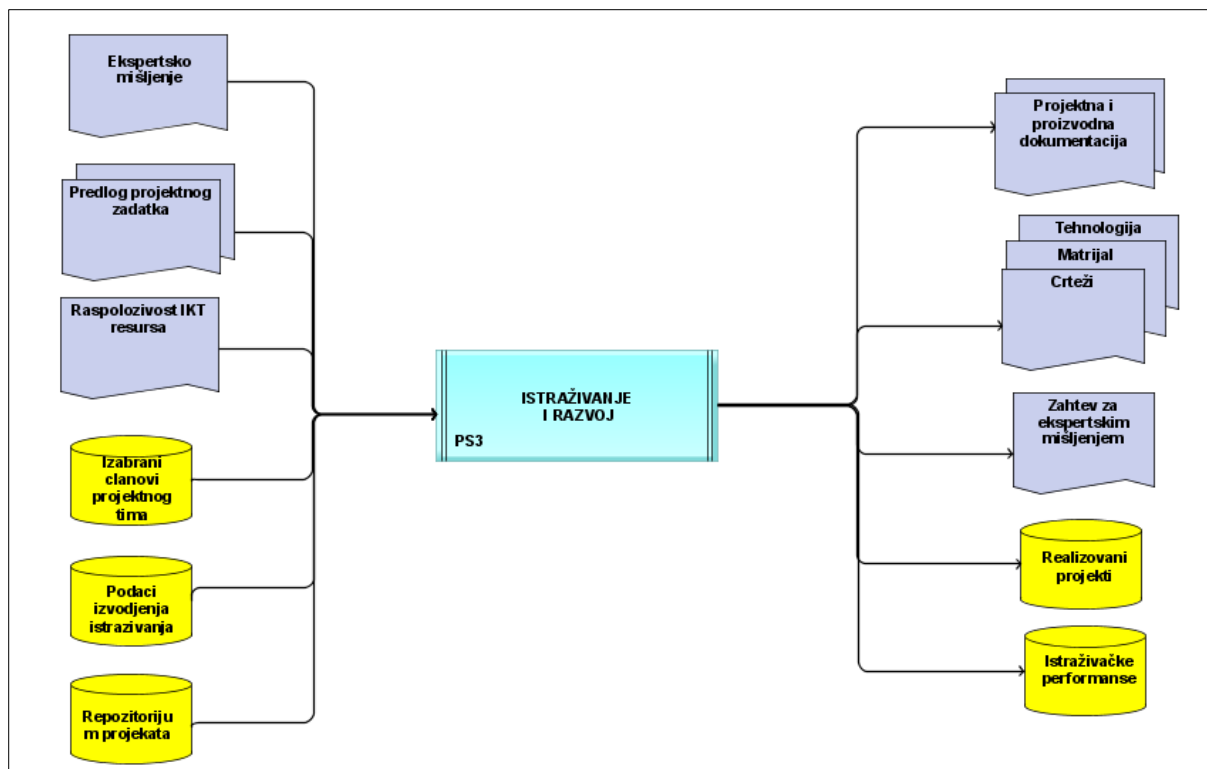 Ekspertsko
mišljenje
Predlog projektnog
zadatka
Raspolozivost IKT
resursa
Izabrani
clanovi
projektnog
tima
Podaci
izvodjenja
istrazivanja
Repozitoriju
m projekata
ISTRAŽIVANJE
I RAZVOJ
PS3
Projektna i
proizvodna
dokumentacija
Tehnologija
Matrijal
Crteži
Zahtev za
ekspertskim
mišljenjem
Realizovani
projekti
Istraživačke
performanse